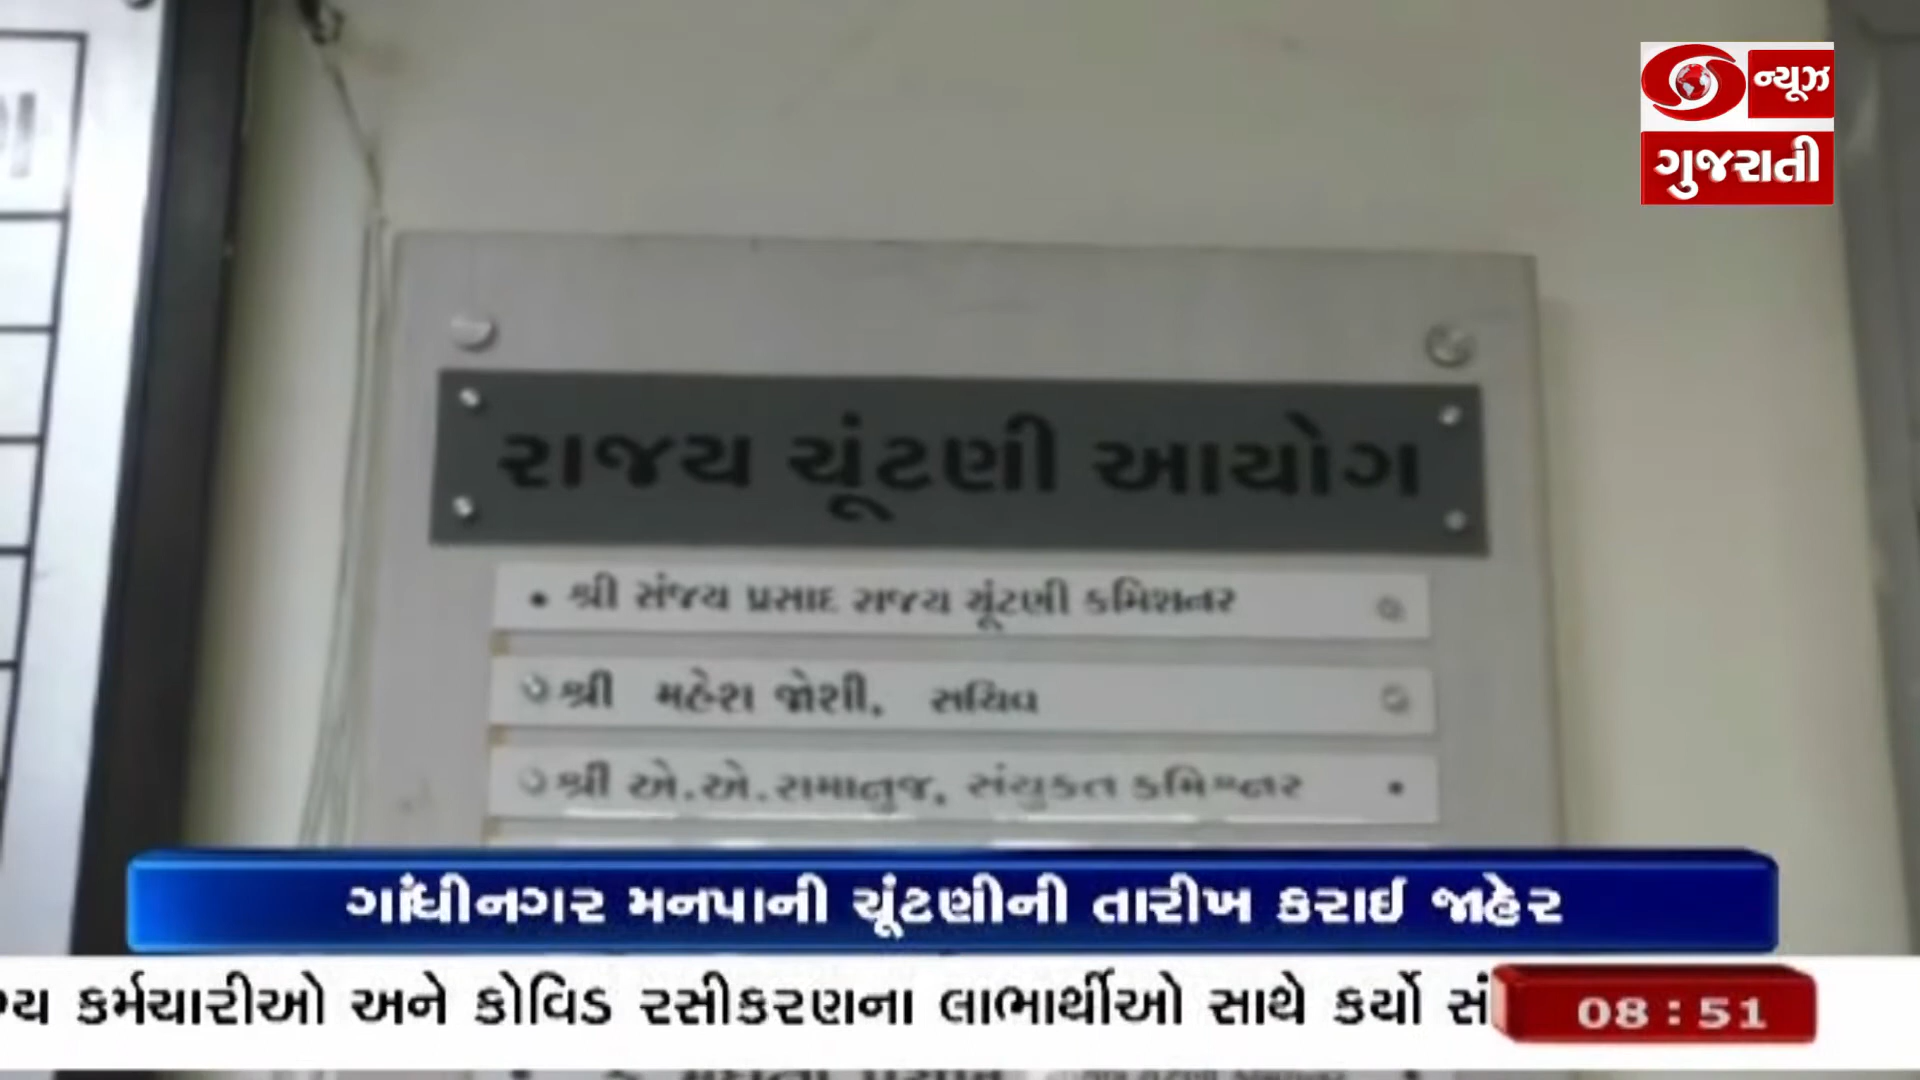 ન્યૂઝ
ગુજરાતી
રાજય ચૂંટણી આયોગ
• શ્રી સંજય પ્રસાદ રાજય ચૂંટણી કમિશનર
શ્રી મહેશ જોશી, સચિવ
શ્રી એ.એ.રામાનુજ, સંયુકત કમિશ્નર
ગાંધીનગર મનપાની ચૂંટણીની તારીખ કરાઈ જાહેર
કર્મચારીઓ અને કોવિડ રસીકરણના લાભાર્થીઓ સાથે કર્યો
08:51